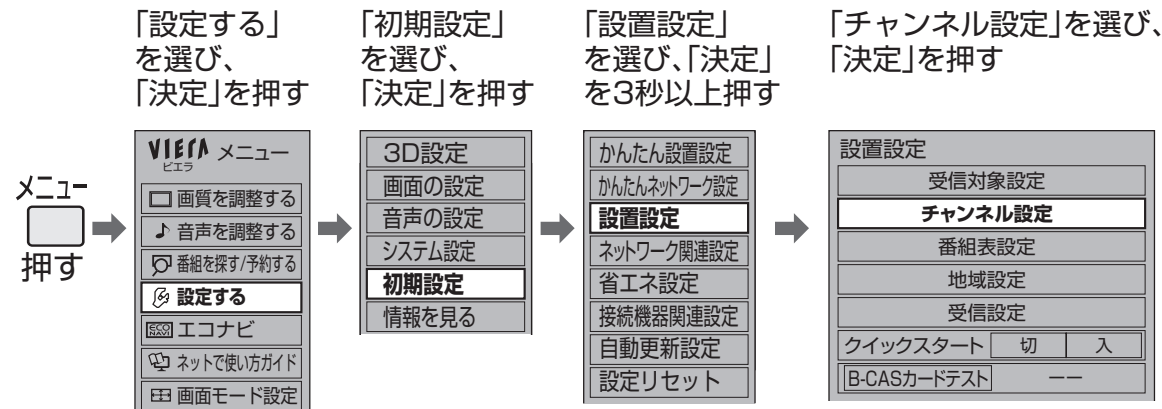 「設定する」
を選び、
「決定」を押す
「初期設定」
を選び、
「決定」を押す
「設置設定」
を選び、「決定」
を3秒以上押す
「チャンネル設定」を選び、
「決定」を押す
メニュー
押す
VIERA メニュー
ビエラ
画質を調整する
音声を調整する
番組を探す/予約する
設定する
ECO NAVI エコナビ
ネットで使い方ガイド
画面モード設定
3D設定
画面の設定
音声の設定
システム設定
初期設定
情報を見る
かんたん設置設定
かんたんネットワーク設定
設置設定
ネットワーク関連設定
省エネ設定
接続機器関連設定
自動更新設定
設定リセット
設置設定
受信対象設定
チャンネル設定
番組表設定
地域設定
受信設定
クイックスタート 切 入
B-CASカードテスト ーー